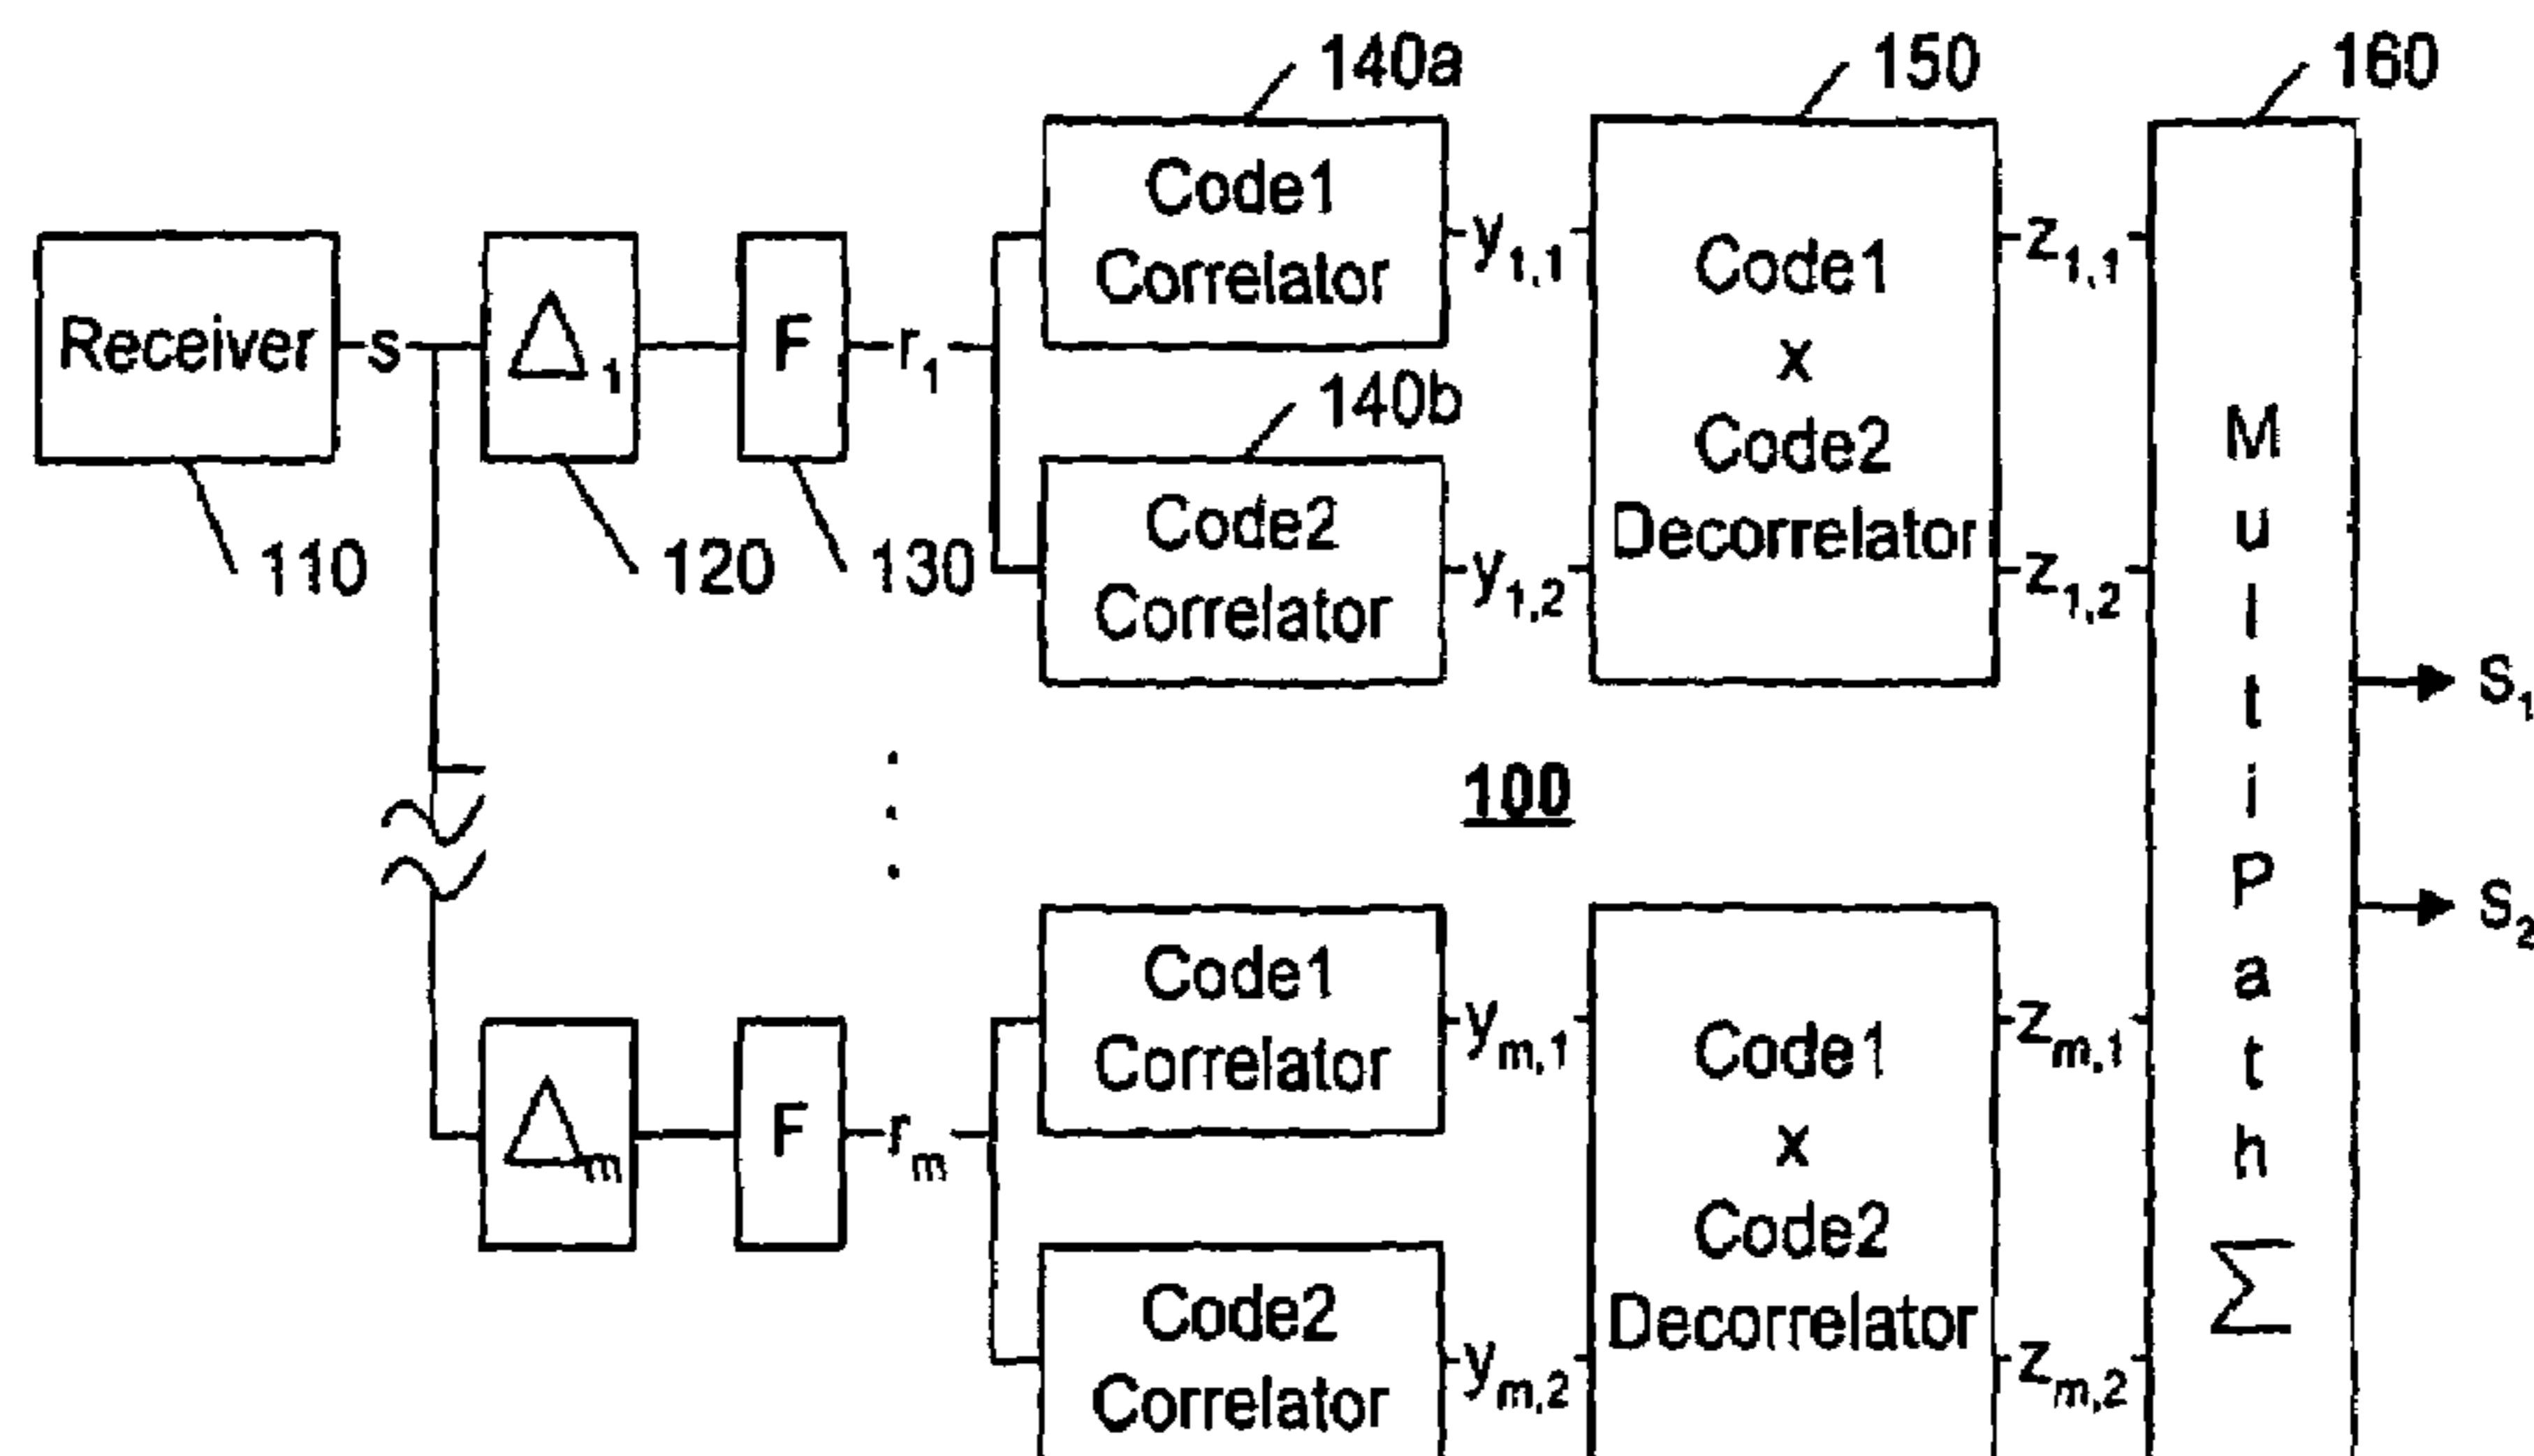 140a
150
160
Code1
Correlator
Receiver
s
Δ1
F
r1
y1,1
Code1
x
Code2
Decorrelator
z1,1
110
120
130
140b
Code2
Correlator
y1,2
z1,2
MultiPath
Σ
S1
S2
100
Δm
F
rm
Code1
Correlator
ym,1
Code1
x
Code2
Decorrelator
zm,1
Code2
Correlator
ym,2
zm,2